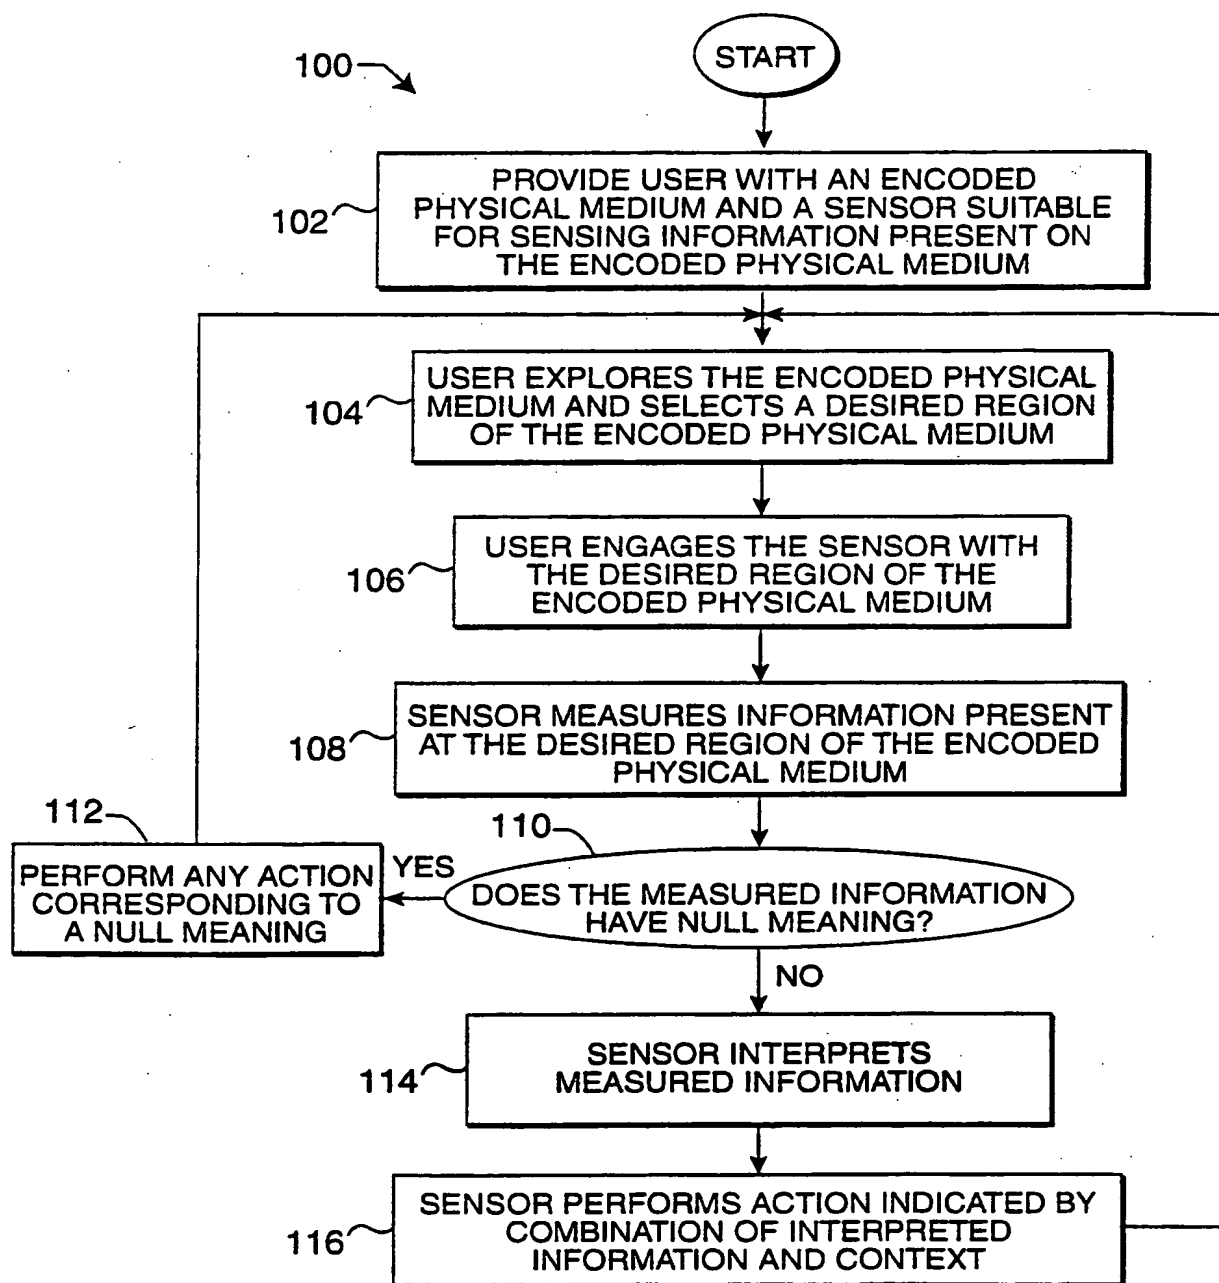 START
100
PROVIDE USER WITH AN ENCODED
PHYSICAL MEDIUM AND A SENSOR SUITABLE
FOR SENSING INFORMATION PRESENT ON
THE ENCODED PHYSICAL MEDIUM
102
USER EXPLORES THE ENCODED PHYSICAL
MEDIUM AND SELECTS A DESIRED REGION
OF THE ENCODED PHYSICAL MEDIUM
104
USER ENGAGES THE SENSOR WITH
THE DESIRED REGION OF THE
ENCODED PHYSICAL MEDIUM
106
SENSOR MEASURES INFORMATION PRESENT
AT THE DESIRED REGION OF THE ENCODED
PHYSICAL MEDIUM
108
110
DOES THE MEASURED INFORMATION
HAVE NULL MEANING?
YES
112
PERFORM ANY ACTION
CORRESPONDING TO
A NULL MEANING
NO
SENSOR INTERPRETS
MEASURED INFORMATION
114
SENSOR PERFORMS ACTION INDICATED BY
COMBINATION OF INTERPRETED
INFORMATION AND CONTEXT
116